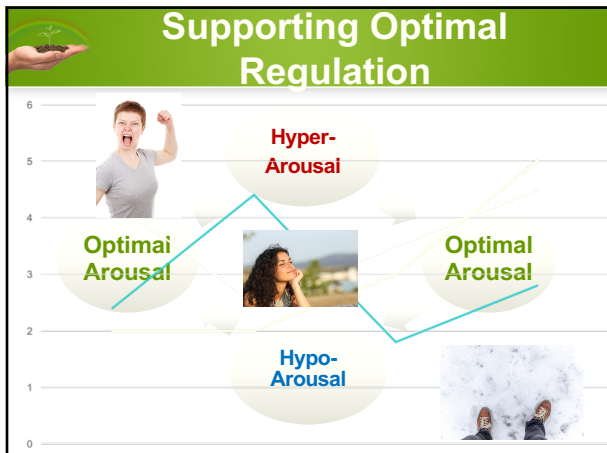 Supporting Optimal
Regulation
6
5
4
3
2
1
0
Hyper-
Arousal
Optimal
Arousal
Optimal
Arousal
Hypo-
Arousal